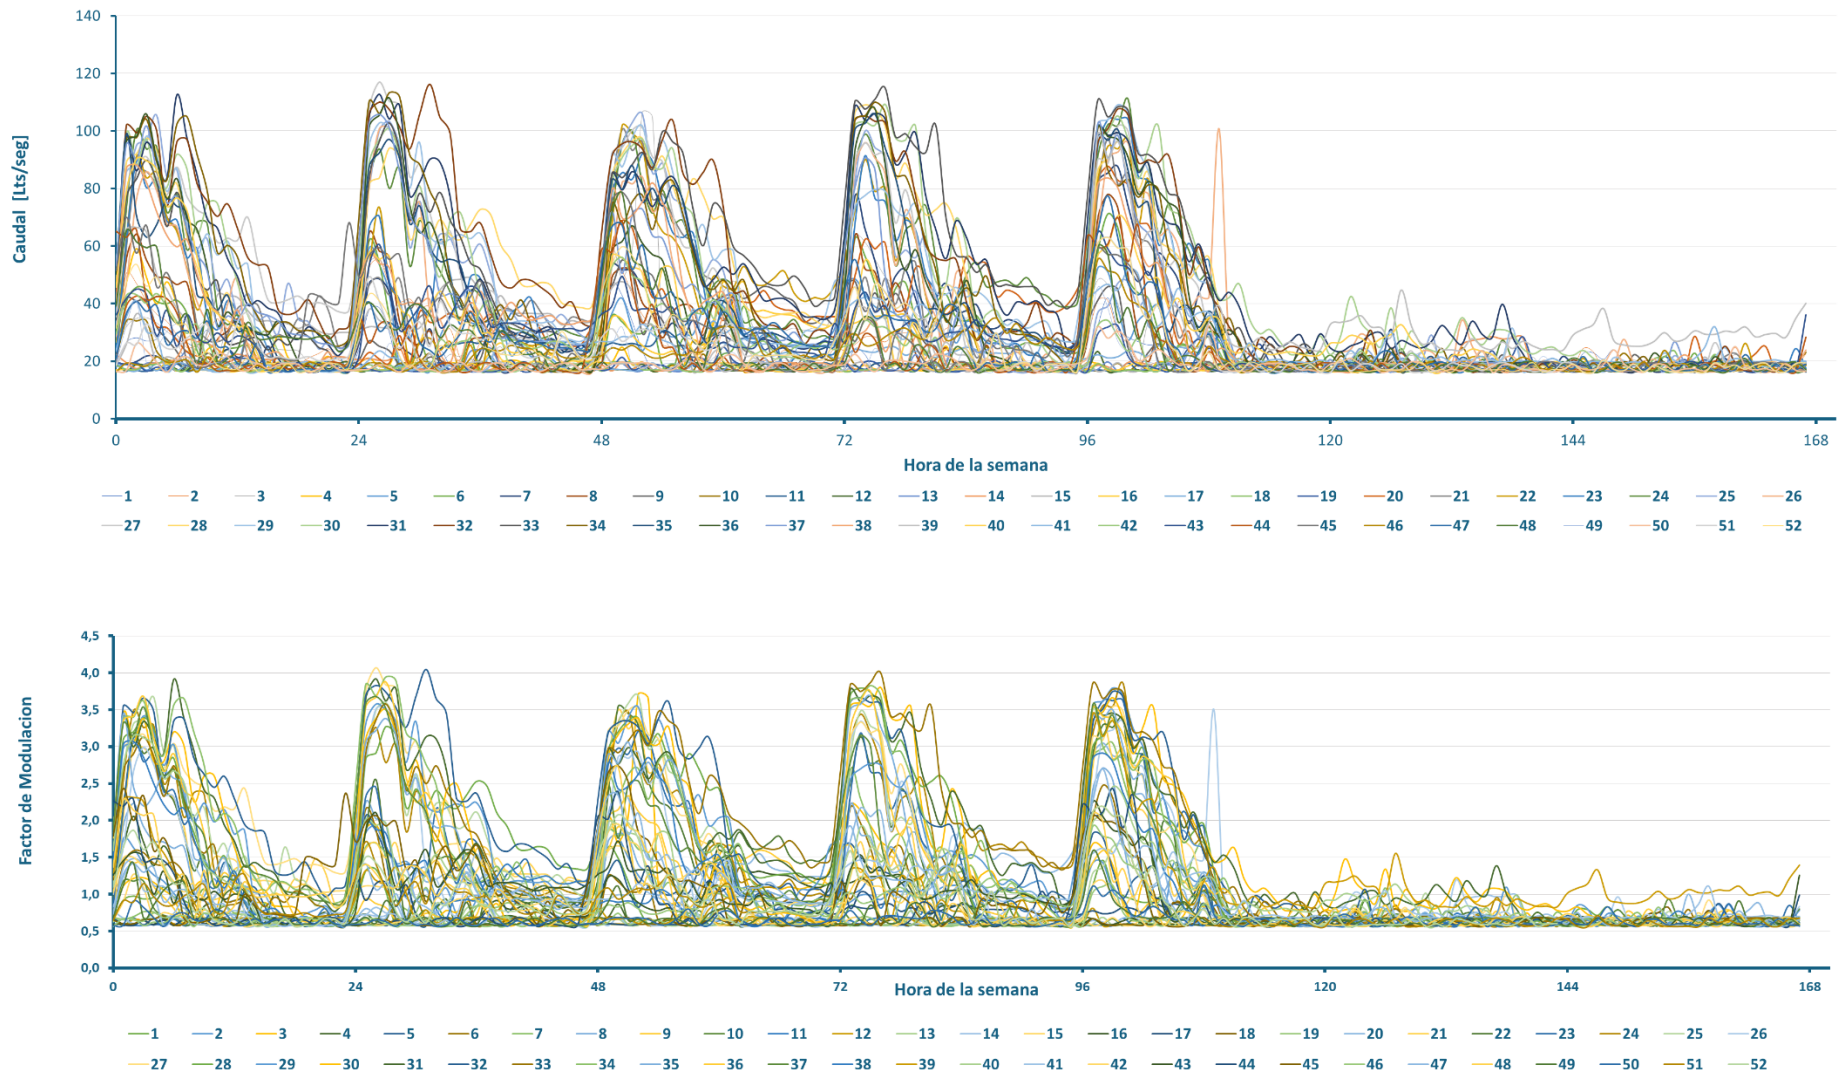 140
120
100
80
60
40
20
0
Caudal [Lts/seg]
0 24 48 72 96 120 144 168
Hora de la semana
1 2 3 4 5 6 7 8 9 10 11 12 13 14 15 16 17 18 19 20 21 22 23 24 25 26
27 28 29 30 31 32 33 34 35 36 37 38 39 40 41 42 43 44 45 46 47 48 49 50 51 52
4,5
4,0
3,5
3,0
2,5
2,0
1,5
1,0
0,5
0,0
Factor de Modulacion
0 24 48 72 96 120 144 168
Hora de la semana
1 2 3 4 5 6 7 8 9 10 11 12 13 14 15 16 17 18 19 20 21 22 23 24 25 26
27 28 29 30 31 32 33 34 35 36 37 38 39 40 41 42 43 44 45 46 47 48 49 50 51 52